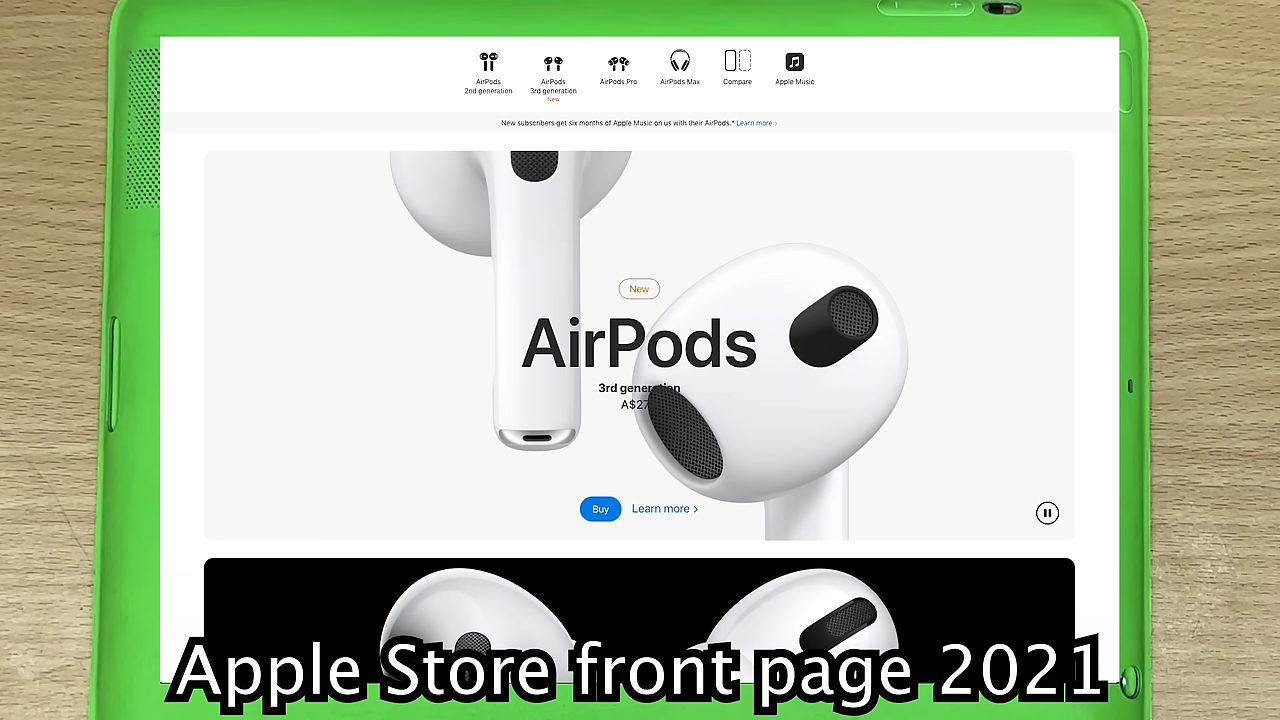 AirPods
2nd generation
AirPods
3rd generation
New
AirPods Pro
AirPods Max
Compare
Apple Music
New subscribers get six months of Apple Music on us with their AirPods.* Learn more ›
New
AirPods
3rd generation
A$27
Buy
Learn more ›
Apple Store front page 2021